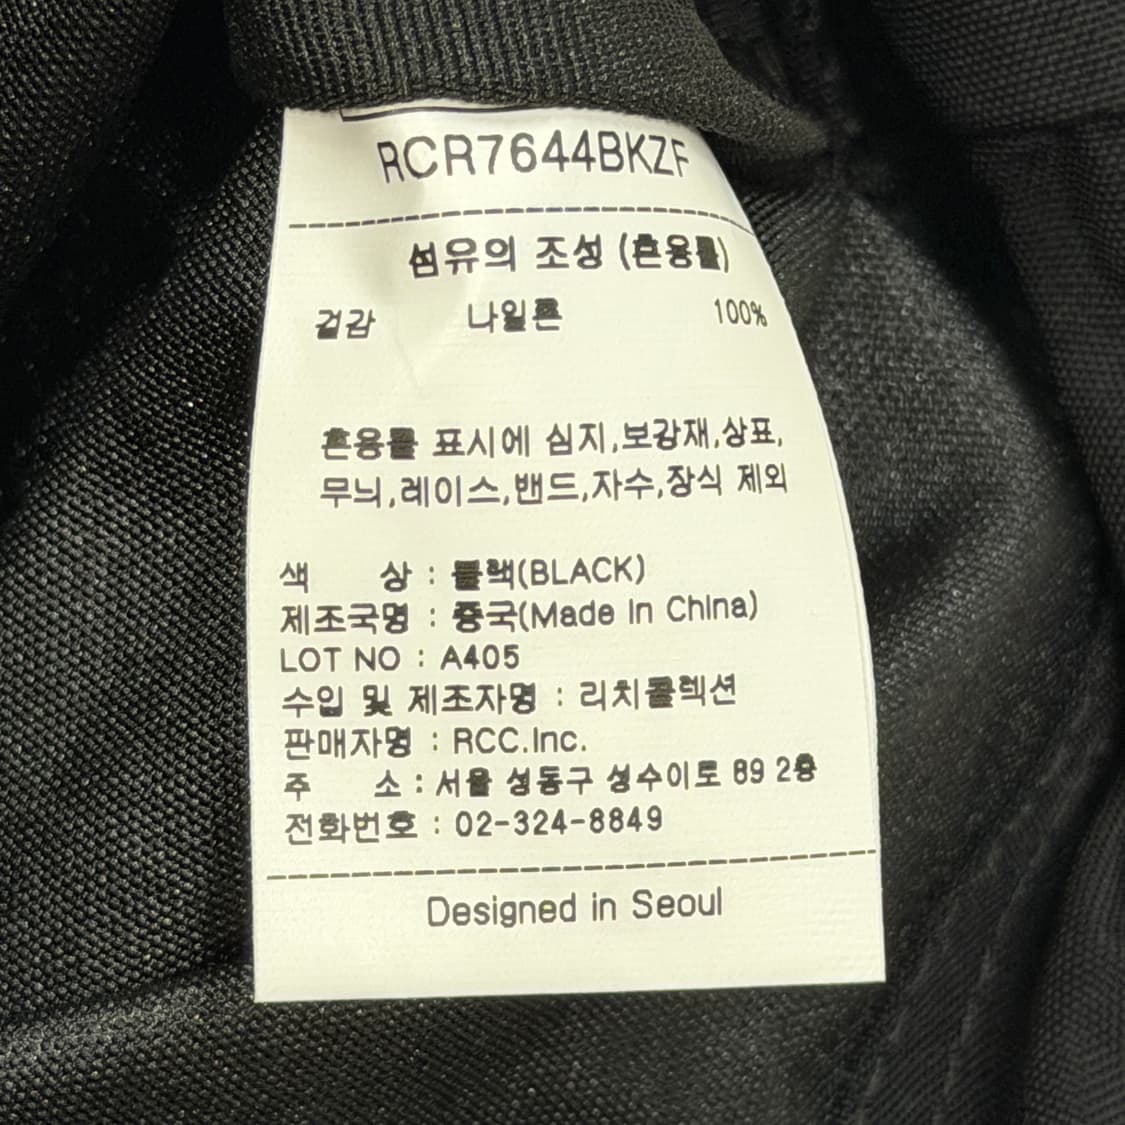 RCR7644BKZF
섬유의 조성 (혼용률)
겉감 나일론 100%
혼용률 표시에 심지,보강재,상표,
무늬,레이스,밴드,자수,장식 제외
색 상 : 블랙(BLACK)
제조국명 : 중국(Made in China)
LOT NO : A405
수입 및 제조자명 : 리치콜렉션
판매자명 : RCC.Inc.
주 소 : 서울 성동구 성수이로 89 2층
전화번호 : 02-324-8849
Designed in Seoul